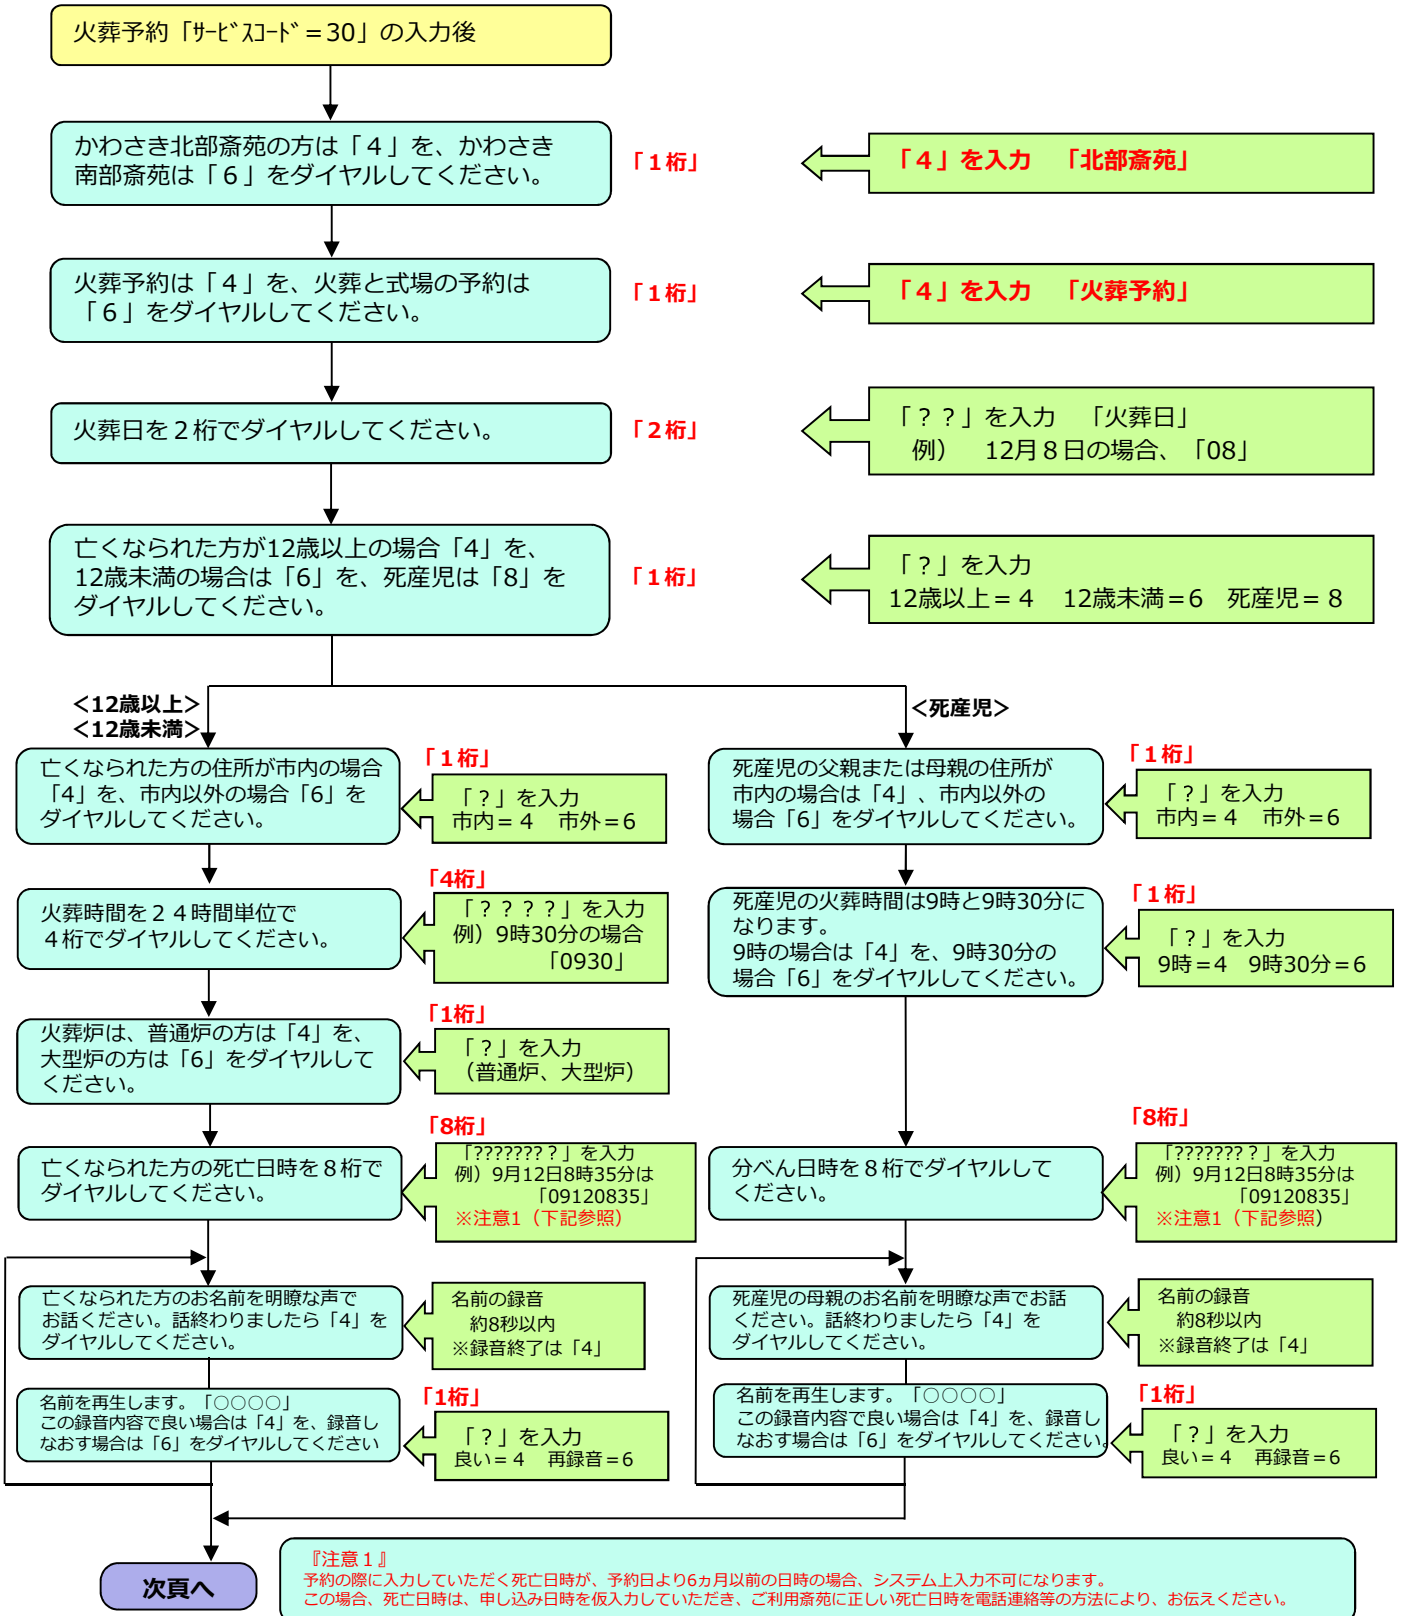 火葬予約「ｻｰﾋﾞｽｺｰﾄﾞ＝30」の入力後
かわさき北部斎苑の方は「４」を、かわさき
南部斎苑は「６」をダイヤルしてください。
「１桁」
「４」を入力　「北部斎苑」
火葬予約は「４」を、火葬と式場の予約は
「６」をダイヤルしてください。
「１桁」
「４」を入力　「火葬予約」
火葬日を２桁でダイヤルしてください。
「２桁」
「？？」を入力　「火葬日」
例）　12月８日の場合、「08」
亡くなられた方が12歳以上の場合「4」を、
12歳未満の場合は「6」を、死産児は「8」を
ダイヤルしてください。
「１桁」
「？」を入力
12歳以上＝４　12歳未満＝6　死産児＝８
＜12歳以上＞
＜12歳未満＞
亡くなられた方の住所が市内の場合
「4」を、市内以外の場合「6」を
ダイヤルしてください。
「１桁」
「？」を入力
市内＝４　市外＝6
火葬時間を２４時間単位で
４桁でダイヤルしてください。
「4桁」
「？？？？」を入力
例）9時30分の場合
「0930」
火葬炉は、普通炉の方は「4」を、
大型炉の方は「6」をダイヤルして
ください。
「1桁」
「？」を入力
（普通炉、大型炉）
亡くなられた方の死亡日時を８桁で
ダイヤルしてください。
「8桁」
「???????？」を入力
例）9月12日8時35分は
「09120835」
※注意1（下記参照）
亡くなられた方のお名前を明瞭な声で
お話ください。話終わりましたら「4」を
ダイヤルしてください。
名前の録音
約8秒以内
※録音終了は「4」
名前を再生します。「○○○○」
この録音内容で良い場合は「4」を、録音し
なおす場合は「6」をダイヤルしてください
「1桁」
「？」を入力
良い＝４　再録音＝6
＜死産児＞
死産児の父親または母親の住所が
市内の場合は「4」、市内以外の
場合「6」をダイヤルしてください。
「１桁」
「？」を入力
市内＝４　市外＝6
死産児の火葬時間は9時と9時30分に
なります。
9時の場合は「4」を、9時30分の
場合「6」をダイヤルしてください。
「１桁」
「？」を入力
9時＝4　9時30分＝6
分べん日時を８桁でダイヤルして
ください。
「8桁」
「???????？」を入力
例）9月12日8時35分は
「09120835」
※注意1（下記参照）
死産児の母親のお名前を明瞭な声でお話
ください。話終わりましたら「4」を
ダイヤルしてください。
名前の録音
約8秒以内
※録音終了は「4」
名前を再生します。「○○○○」
この録音内容で良い場合は「4」を、録音し
なおす場合は「6」をダイヤルしてください。
「1桁」
「？」を入力
良い＝４　再録音＝6
次頁へ
『注意１』
予約の際に入力していただく死亡日時が、予約日より6ヵ月以前の日時の場合、システム上入力不可になります。
この場合、死亡日時は、申し込み日時を仮入力していただき、ご利用斎苑に正しい死亡日時を電話連絡等の方法により、お伝えください。